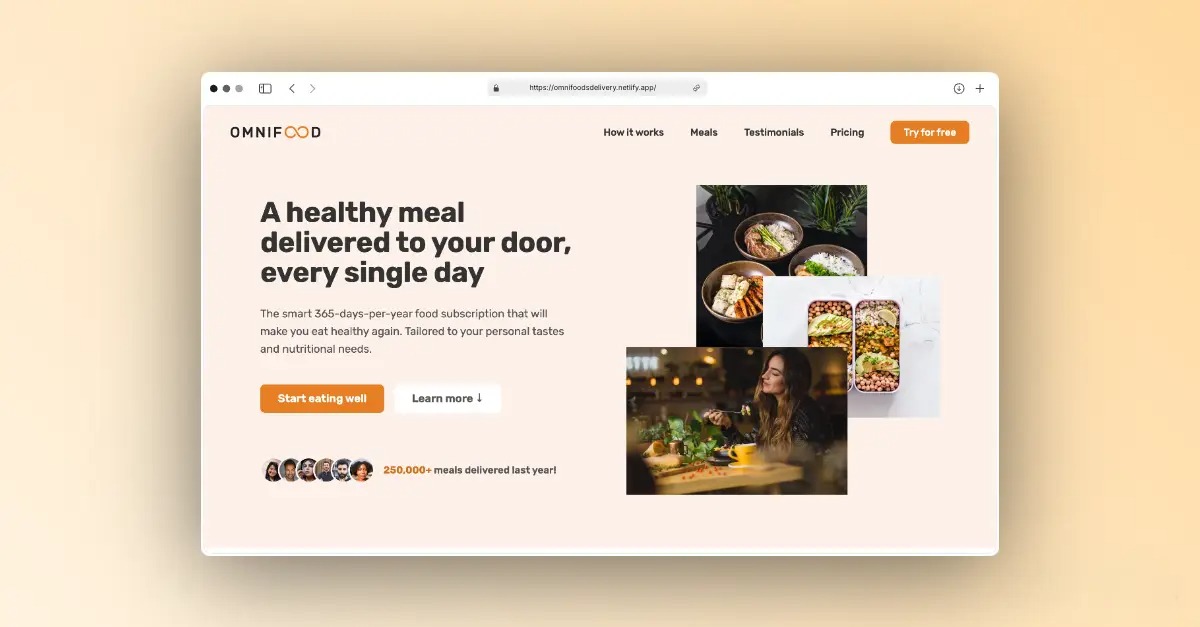 https://omnifoodsdelivery.netlify.app/
OMNIFOOD
How it works
Meals
Testimonials
Pricing
Try for free
A healthy meal
delivered to your door,
every single day
The smart 365-days-per-year food subscription that will
make you eat healthy again. Tailored to your personal tastes
and nutritional needs.
Start eating well
Learn more ↓
250,000+ meals delivered last year!